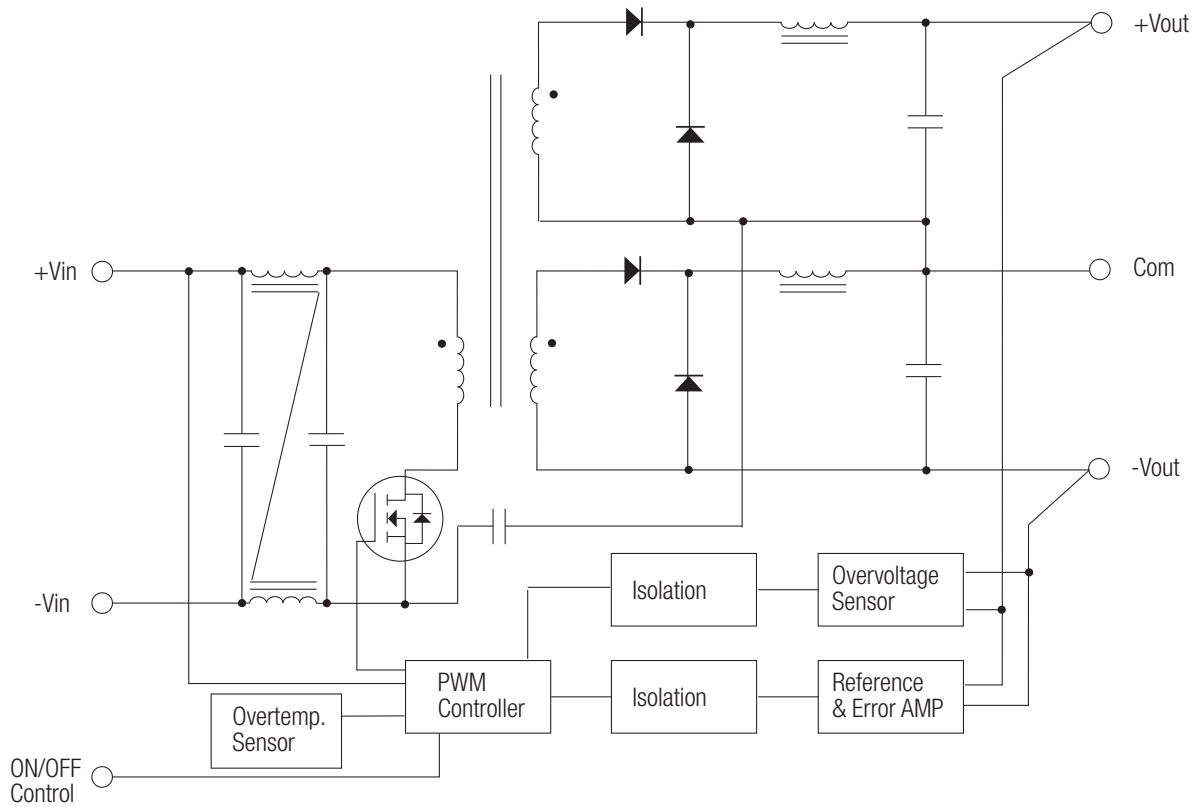 +Vout
+Vin
Com
-Vout
-Vin
Isolation
Overvoltage
Sensor
PWM
Controller
Isolation
Reference
& Error AMP
Overtemp.
Sensor
ON/OFF
Control